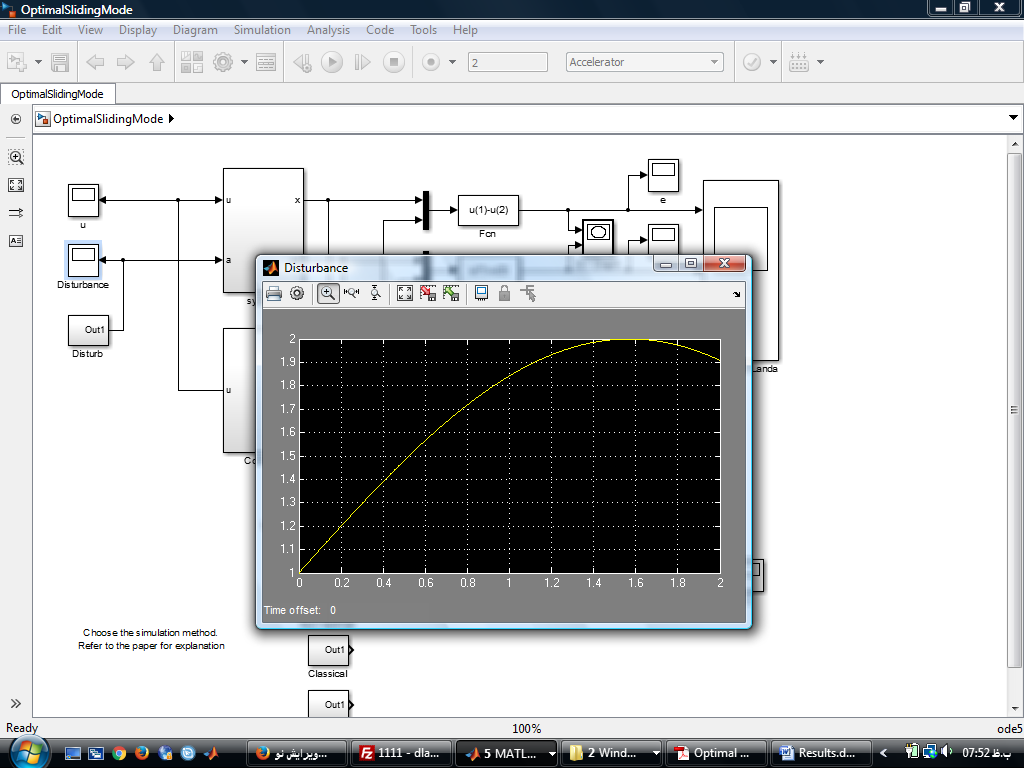 OptimalSlidingMode
File Edit View Display Diagram Simulation Analysis Code Tools Help
2 Accelerator
OptimalSlidingMode
OptimalSlidingMode
u
x
u
u(1)-u(2)
e
Fcn
a
Disturbance
Out1
Disturb
u
Disturbance
2
1.9
1.8
1.7
1.6
1.5
1.4
1.3
1.2
1.1
1
0 0.2 0.4 0.6 0.8 1 1.2 1.4 1.6 1.8 2
Time offset: 0
Choose the simulation method.
Refer to the paper for explanation
Out1
Classical
Out1
Ready 100% ode5
ویرایش نو... 1111 - dla... 5 MATL... 2 Wind... Optimal ... Results.d... 07:52 ب.ظ